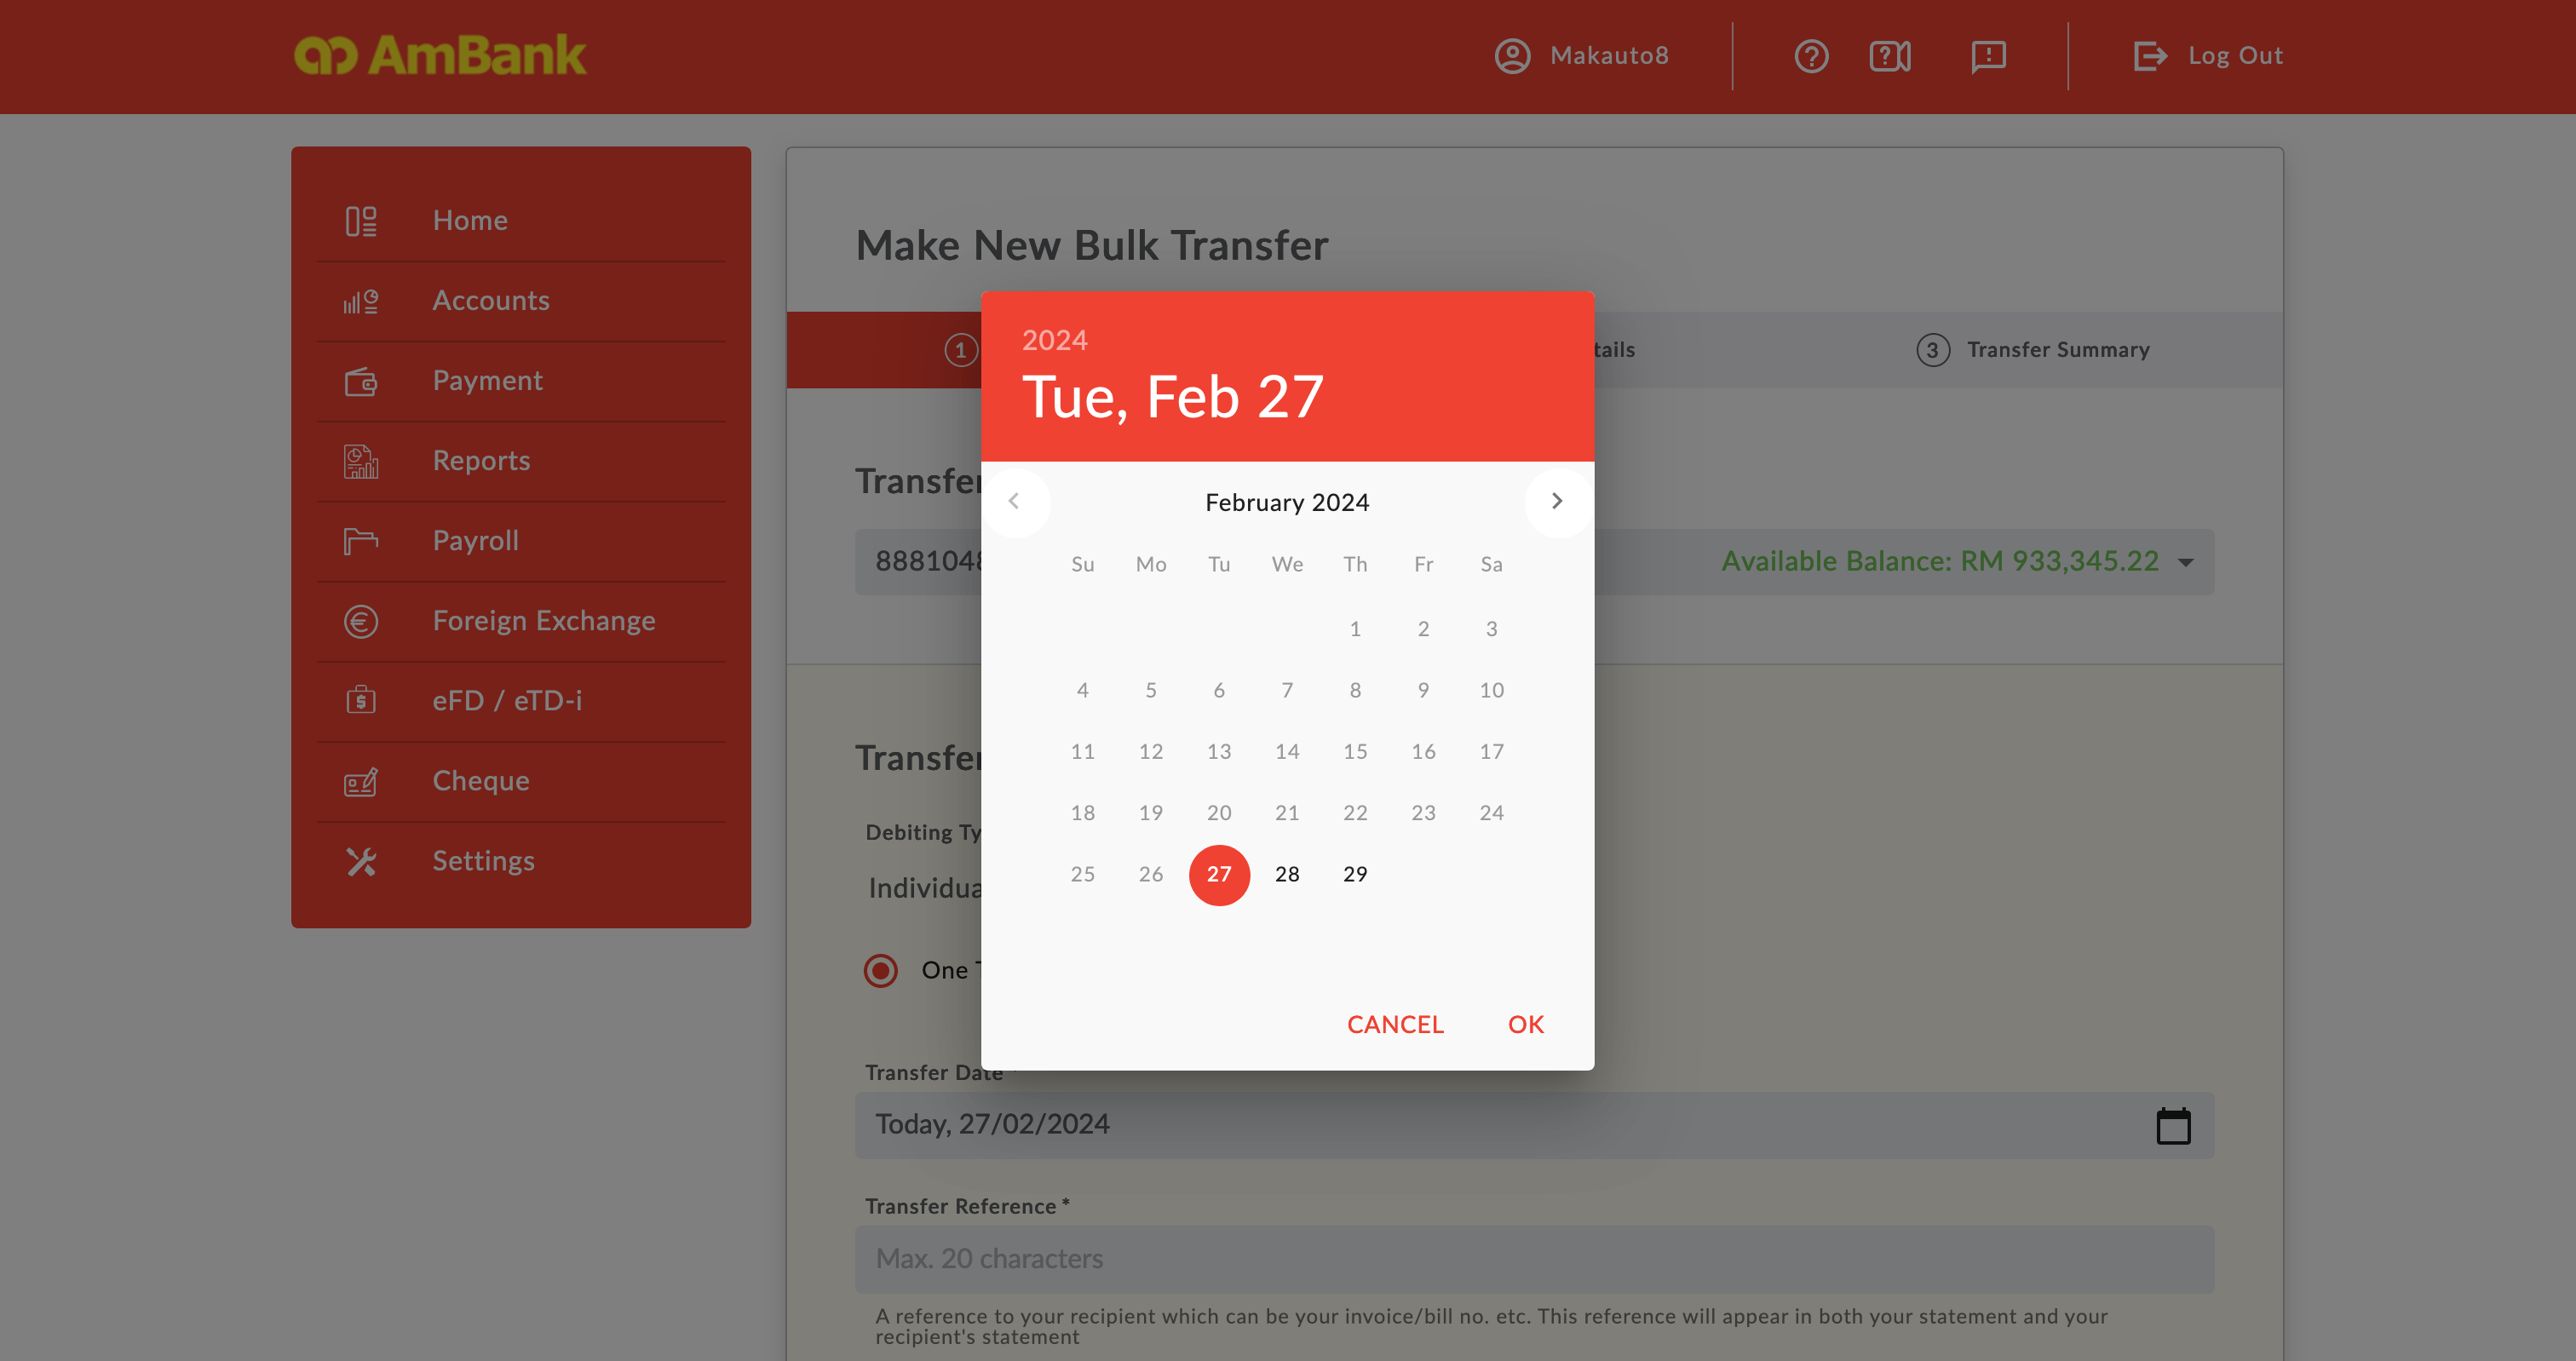 AmBank
Makauto8
Log Out
Home
Accounts
Payment
Reports
Payroll
Foreign Exchange
eFD / eTD-i
Cheque
Settings
Make New Bulk Transfer
1
tails
3 Transfer Summary
Transfer
8881048
Available Balance: RM 933,345.22
Transfer
Debiting Ty
Individua
One T
2024
Tue, Feb 27
February 2024
Su Mo Tu We Th Fr Sa
1 2 3
4 5 6 7 8 9 10
11 12 13 14 15 16 17
18 19 20 21 22 23 24
25 26 27 28 29
CANCEL OK
Transfer Date
Today, 27/02/2024
Transfer Reference *
Max. 20 characters
A reference to your recipient which can be your invoice/bill no. etc. This reference will appear in both your statement and your
recipient's statement